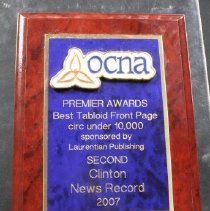 ocna
PREMIER AWARDS
Best Tabloid Front Page
circ under 10,000
sponsored by
Laurentian Publishing
SECOND
Clinton
News Record
2007